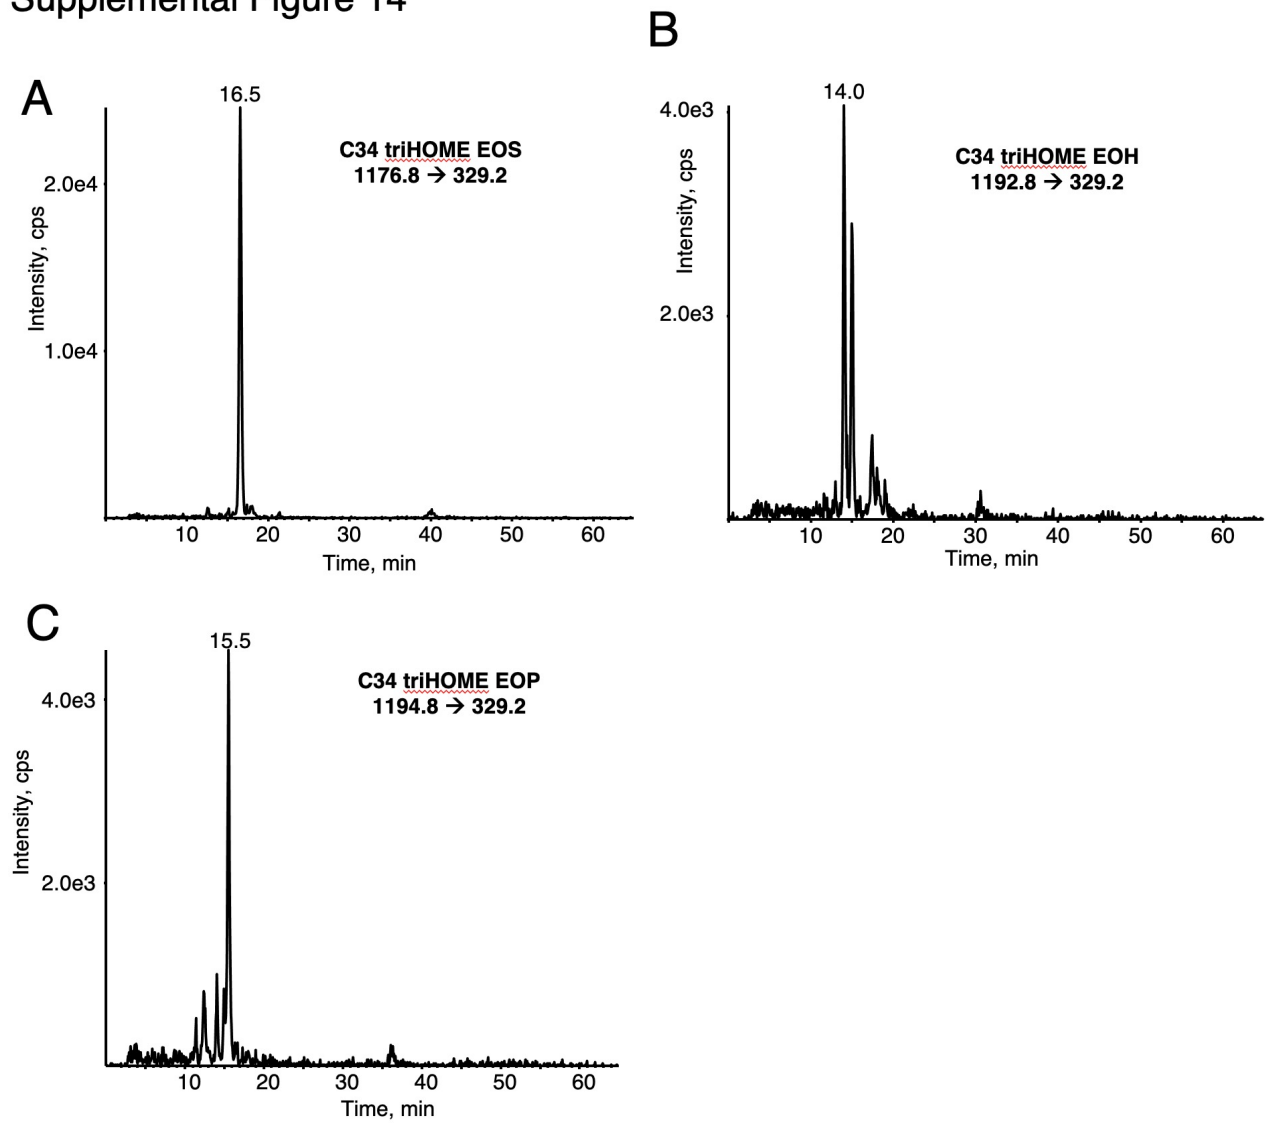 Supplemental Figure 14
A
16.5
C34 triHOME EOS
1176.8 → 329.2
2.0e4
1.0e4
Intensity, cps
10 20 30 40 50 60
Time, min
B
14.0
C34 triHOME EOH
1192.8 → 329.2
4.0e3
2.0e3
Intensity, cps
10 20 30 40 50 60
Time, min
C
15.5
C34 triHOME EOP
1194.8 → 329.2
4.0e3
2.0e3
Intensity, cps
10 20 30 40 50 60
Time, min